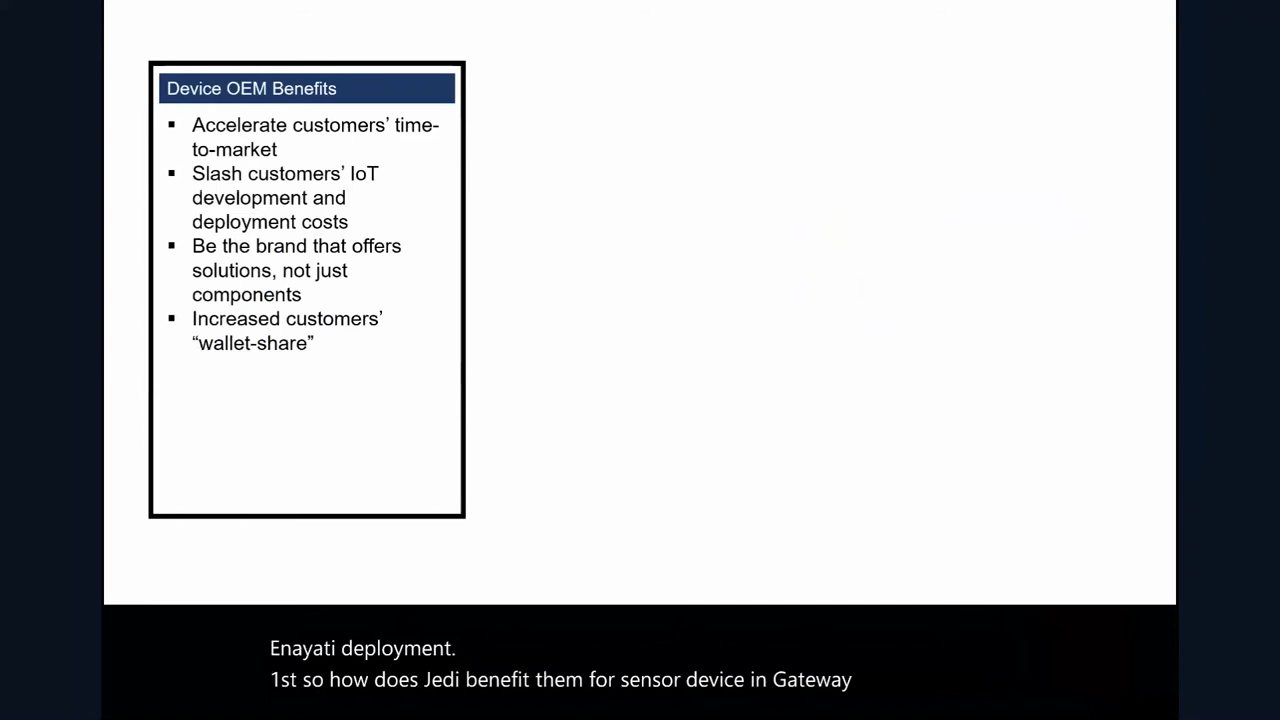 Device OEM Benefits
▪ Accelerate customers’ time-
to-market
▪ Slash customers’ IoT
development and
deployment costs
▪ Be the brand that offers
solutions, not just
components
▪ Increased customers’
“wallet-share”
Enayati deployment.
1st so how does Jedi benefit them for sensor device in Gateway